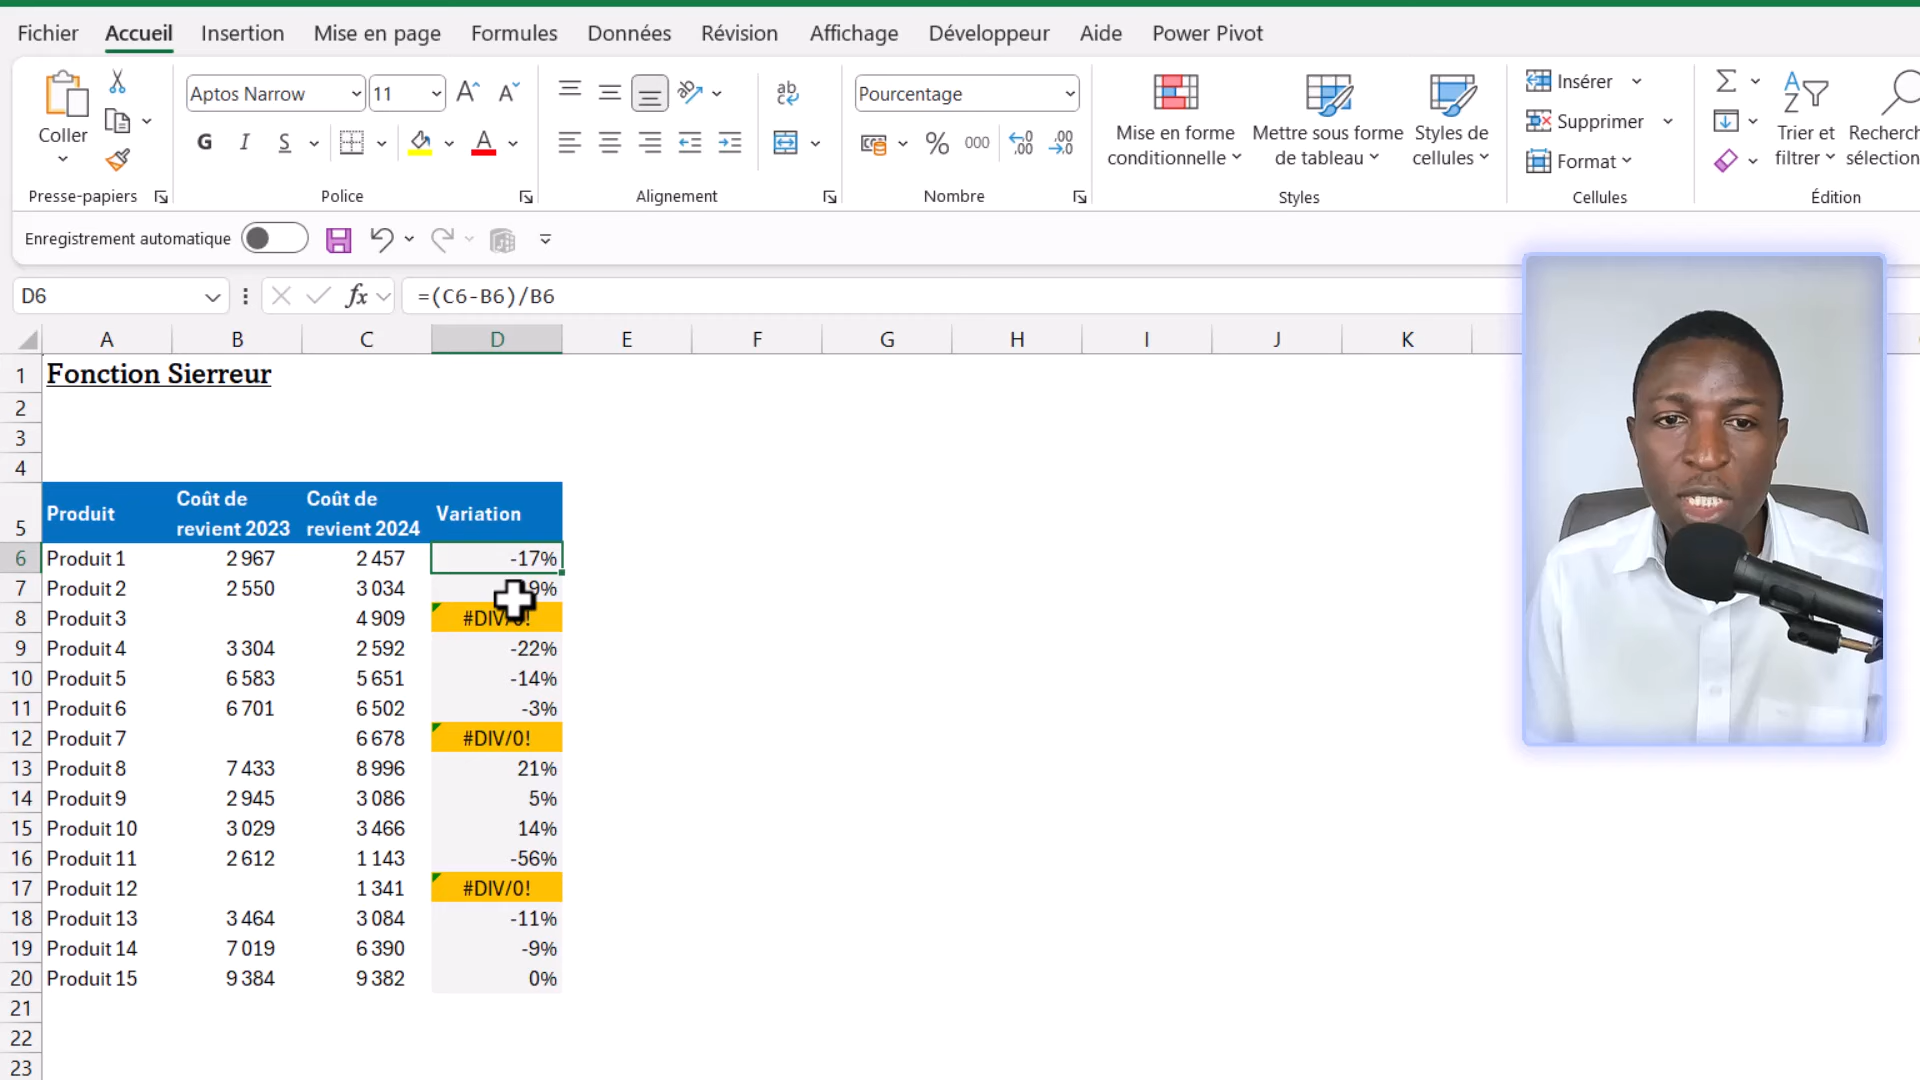 Fichier Accueil Insertion Mise en page Formules Données Révision Affichage Développeur Aide Power Pivot
Coller
Presse-papiers
Aptos Narrow 11
G I S
Police
ab
Alignement
Pourcentage
% 000 ,00 ,00
Nombre
Mise en forme
conditionnelle
Mettre sous forme
de tableau
Styles de
cellules
Styles
Insérer
Supprimer
Format
Cellules
Trier et
filtrer
Recherch
sélection
Édition
Enregistrement automatique
D6 fx =(C6-B6)/B6
A B C D E F G H I J K
1 Fonction Sierreur
2
3
4
5 Produit Coût de revient 2023 Coût de revient 2024 Variation
6 Produit 1 2 967 2 457 -17%
7 Produit 2 2 550 3 034 9%
8 Produit 3 4 909 #DIV/0!
9 Produit 4 3 304 2 592 -22%
10 Produit 5 6 583 5 651 -14%
11 Produit 6 6 701 6 502 -3%
12 Produit 7 6 678 #DIV/0!
13 Produit 8 7 433 8 996 21%
14 Produit 9 2 945 3 086 5%
15 Produit 10 3 029 3 466 14%
16 Produit 11 2 612 1 143 -56%
17 Produit 12 1 341 #DIV/0!
18 Produit 13 3 464 3 084 -11%
19 Produit 14 7 019 6 390 -9%
20 Produit 15 9 384 9 382 0%
21
22
23